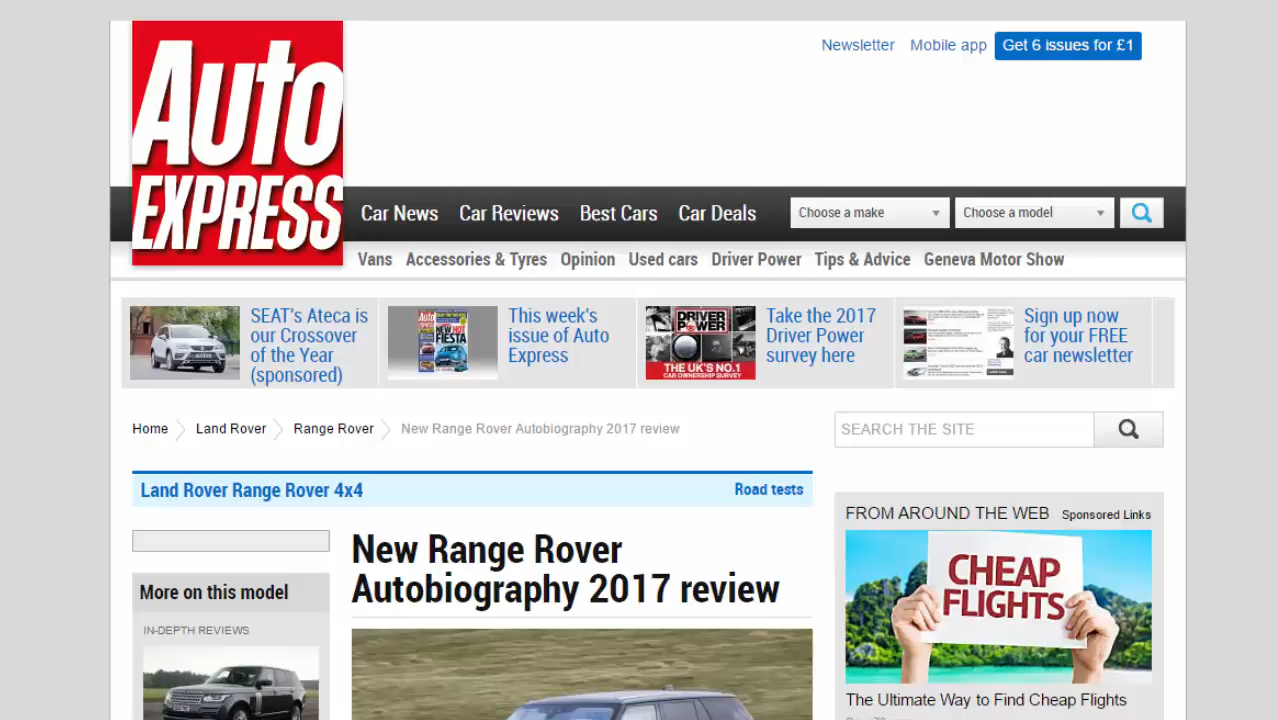 Auto
EXPRESS
Newsletter
Mobile app
Get 6 issues for £1
Car News
Car Reviews
Best Cars
Car Deals
Choose a make
Choose a model
Vans
Accessories & Tyres
Opinion
Used cars
Driver Power
Tips & Advice
Geneva Motor Show
SEAT's Ateca is
our Crossover
of the Year
(sponsored)
This week's
issue of Auto
Express
DRIVER
POWER
THE UK'S NO.1
CAR OWNERSHIP SURVEY
Take the 2017
Driver Power
survey here
Sign up now
for your FREE
car newsletter
Home
Land Rover
Range Rover
New Range Rover Autobiography 2017 review
SEARCH THE SITE
Land Rover Range Rover 4x4
Road tests
New Range Rover
Autobiography 2017 review
More on this model
IN-DEPTH REVIEWS
FROM AROUND THE WEB
Sponsored Links
CHEAP
FLIGHTS
The Ultimate Way to Find Cheap Flights